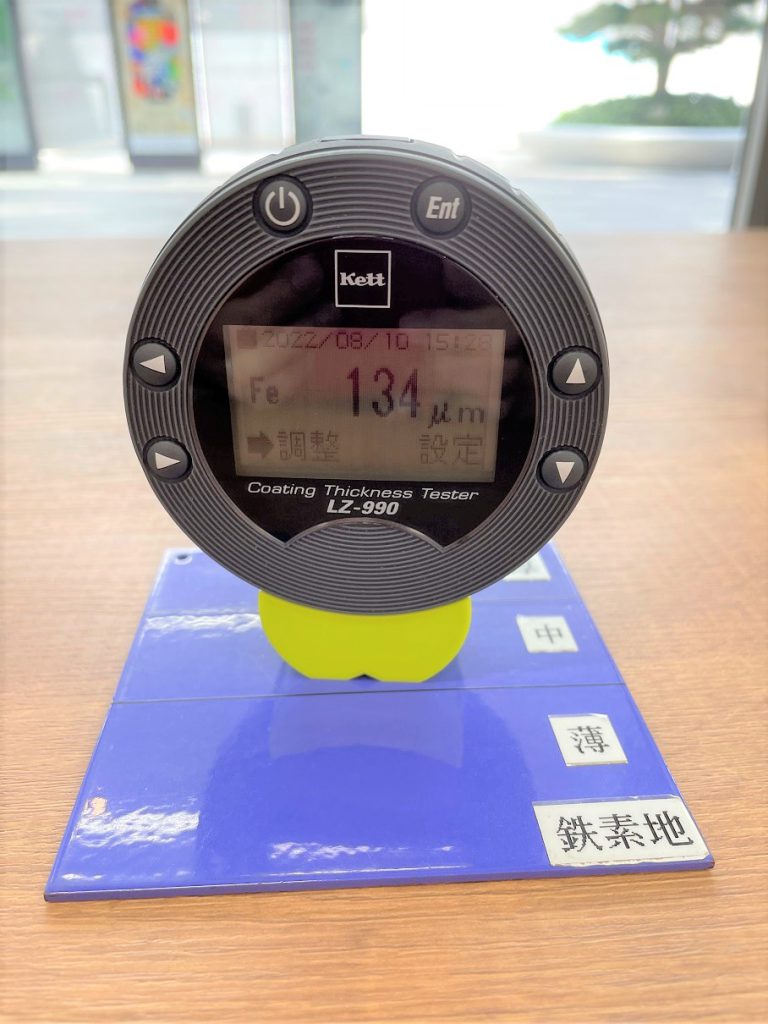 Ent
Kett
2022/08/10 15:28
Fe 134 μm
➡調整 設定
Coating Thickness Tester
LZ-990
中
薄
鉄素地